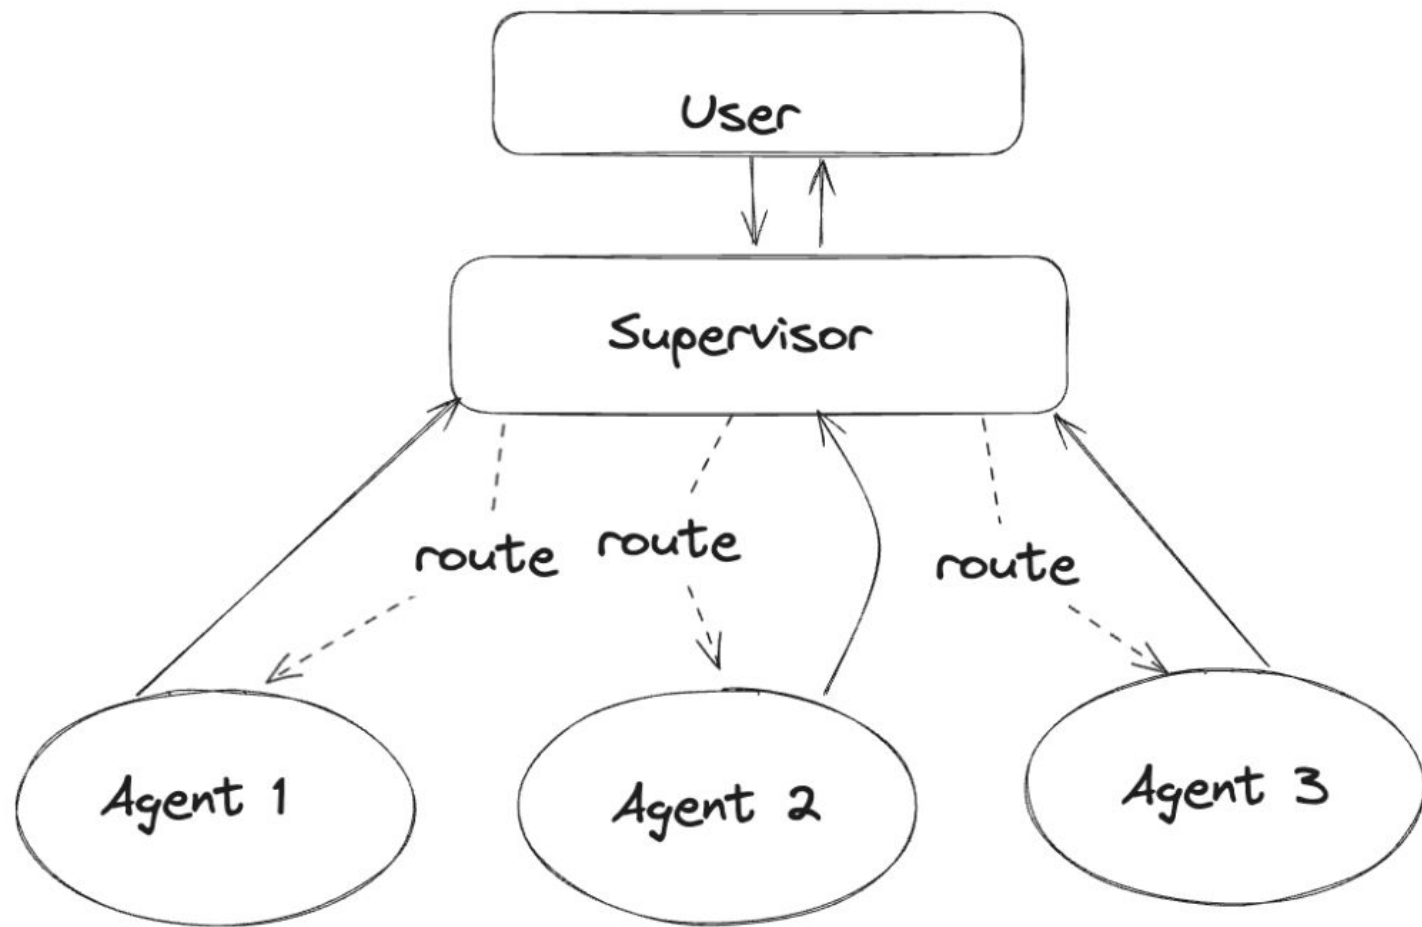 User
Supervisor
route
route
route
Agent 1
Agent 2
Agent 3